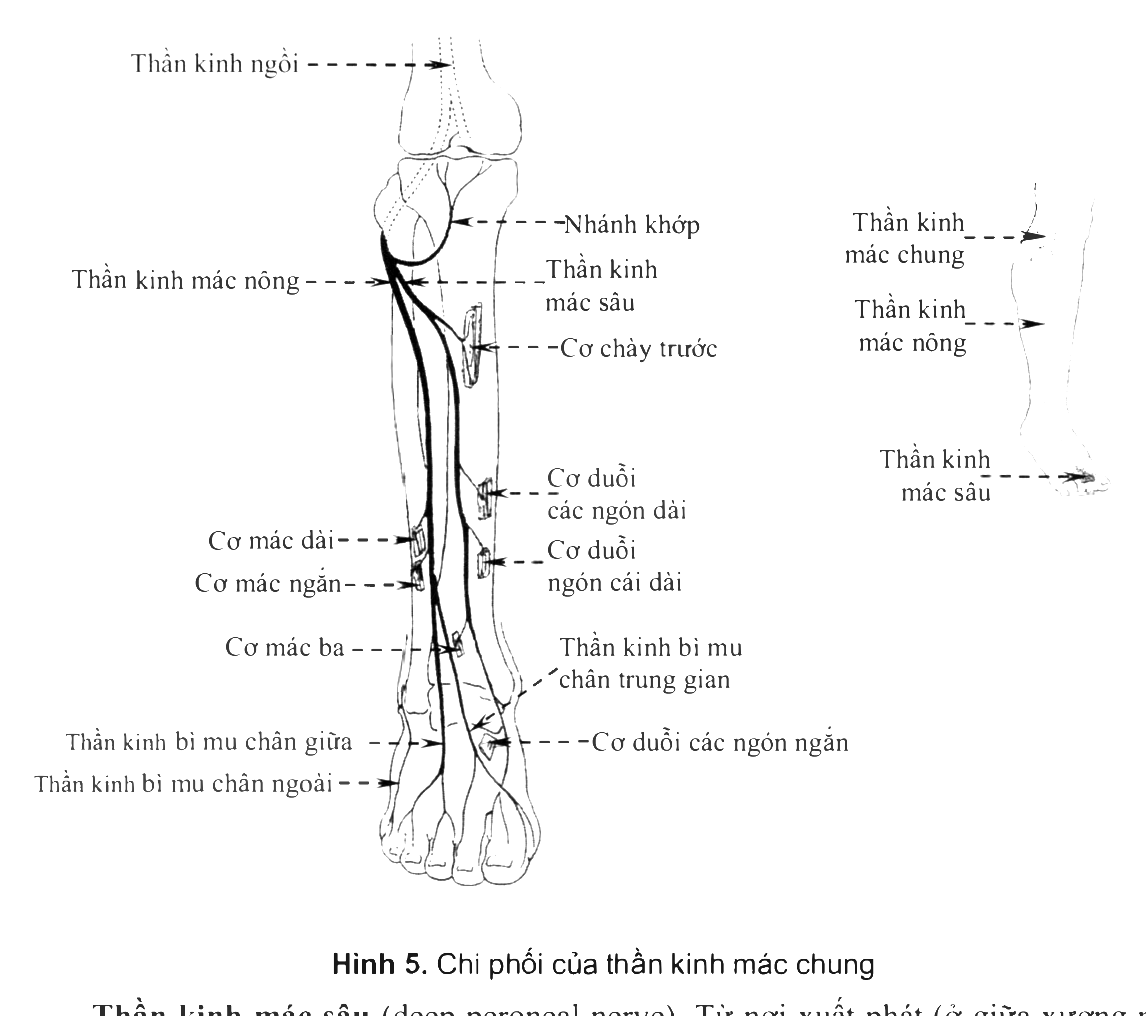 Thần kinh ngồi
Nhánh khớp
Thần kinh mác nông
Thần kinh
mác sâu
Cơ chày trước
Cơ duỗi
các ngón dài
Cơ mác dài
Cơ duỗi
ngón cái dài
Cơ mác ngắn
Cơ mác ba
Thần kinh bì mu
chân trung gian
Thần kinh bì mu chân giữa
Cơ duỗi các ngón ngắn
Thần kinh bì mu chân ngoài
Thần kinh
mác chung
Thần kinh
mác nông
Thần kinh
mác sâu
Hình 5. Chi phối của thần kinh mác chung
Thần kinh mác sâu (deep peroneal nerve). Từ nơi xuất phát (ở giữa xương